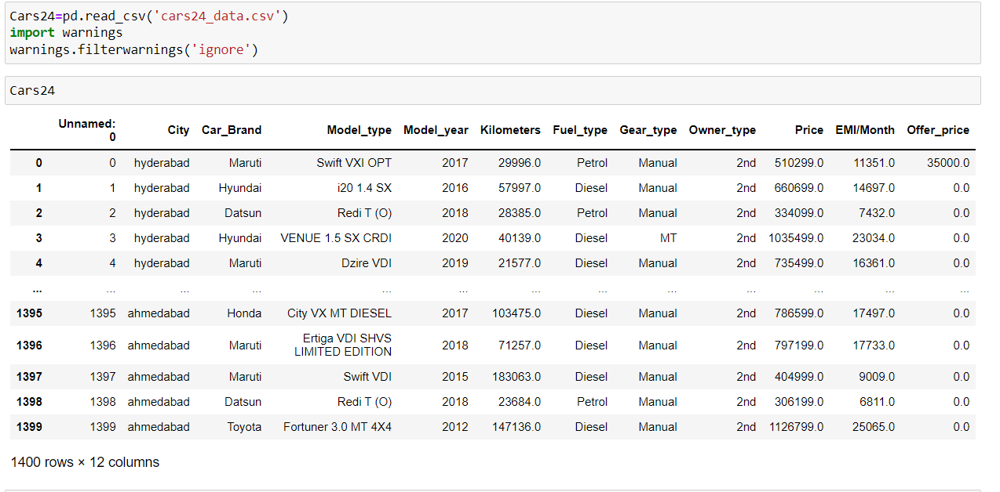 Cars24=pd.read_csv('cars24_data.csv')
import warnings
warnings.filterwarnings('ignore')
Cars24
Unnamed: 0 City Car_Brand Model_type Model_year Kilometers Fuel_type Gear_type Owner_type Price EMI/Month Offer_price
0 0 hyderabad Maruti Swift VXI OPT 2017 29996.0 Petrol Manual 2nd 510299.0 11351.0 35000.0
1 1 hyderabad Hyundai i20 1.4 SX 2016 57997.0 Diesel Manual 2nd 660699.0 14697.0 0.0
2 2 hyderabad Datsun Redi T (O) 2018 28385.0 Petrol Manual 2nd 334099.0 7432.0 0.0
3 3 hyderabad Hyundai VENUE 1.5 SX CRDI 2020 40139.0 Diesel MT 2nd 1035499.0 23034.0 0.0
4 4 hyderabad Maruti Dzire VDI 2019 21577.0 Diesel Manual 2nd 735499.0 16361.0 0.0
... ... ... ... ... ... ... ... ... ... ... ... ...
1395 1395 ahmedabad Honda City VX MT DIESEL 2017 103475.0 Diesel Manual 2nd 786599.0 17497.0 0.0
1396 1396 ahmedabad Maruti Ertiga VDI SHVS LIMITED EDITION 2018 71257.0 Diesel Manual 2nd 797199.0 17733.0 0.0
1397 1397 ahmedabad Maruti Swift VDI 2015 183063.0 Diesel Manual 2nd 404999.0 9009.0 0.0
1398 1398 ahmedabad Datsun Redi T (O) 2018 23684.0 Petrol Manual 2nd 306199.0 6811.0 0.0
1399 1399 ahmedabad Toyota Fortuner 3.0 MT 4X4 2012 147136.0 Diesel Manual 2nd 1126799.0 25065.0 0.0
1400 rows × 12 columns